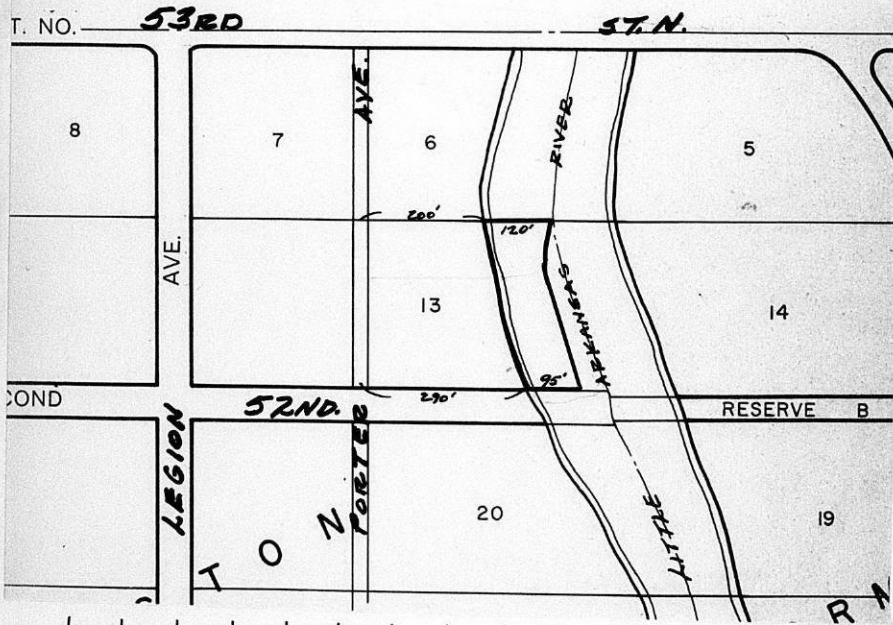 T. NO. 53RD ST. N.
8
7
AVE.
6
RIVER
5
200'
120'
AVE.
13
ARKANSAS
14
COND
52ND.
290'
95'
RESERVE B
LEGION
PORTER
20
LITTLE
19
T O N
R A